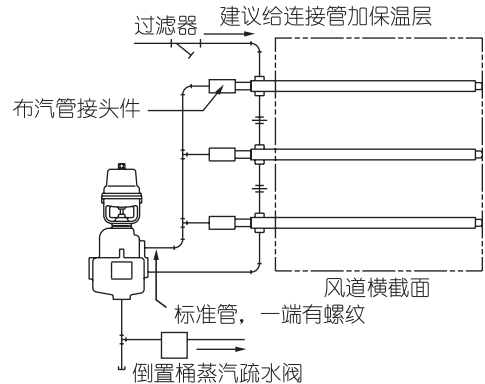 过滤器
建议给连接管加保温层
布汽管接头件
风道横截面
标准管，一端有螺纹
倒置桶蒸汽疏水阀